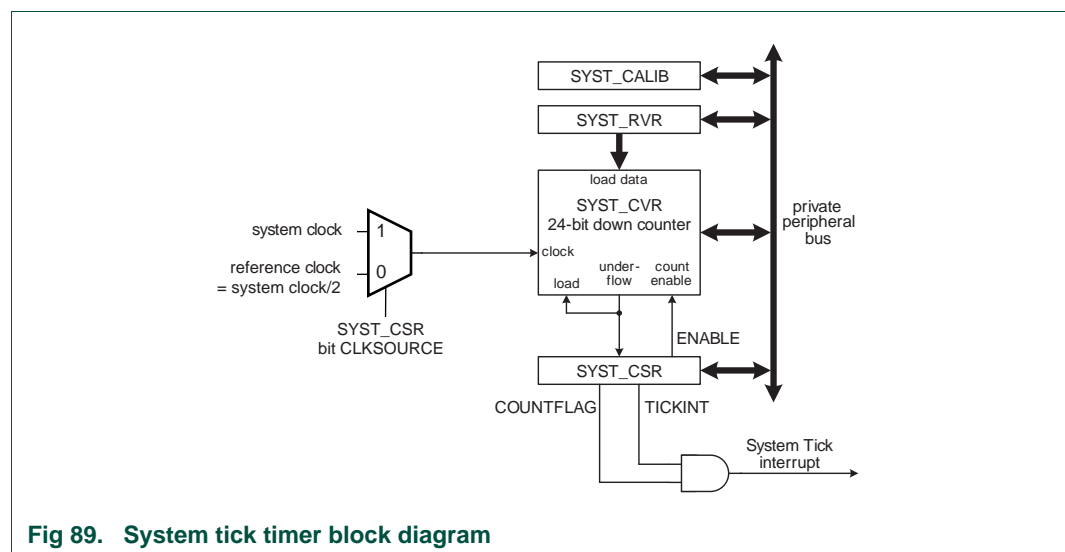 SYST_CALIB
SYST_RVR
load data
SYST_CVR
24-bit down counter
private
peripheral
bus
system clock
1
clock
reference clock
= system clock/2
0
under-
flow
count
enable
load
SYST_CSR
bit CLKSOURCE
ENABLE
SYST_CSR
COUNTFLAG
TICKINT
System Tick
interrupt
Fig 89. System tick timer block diagram